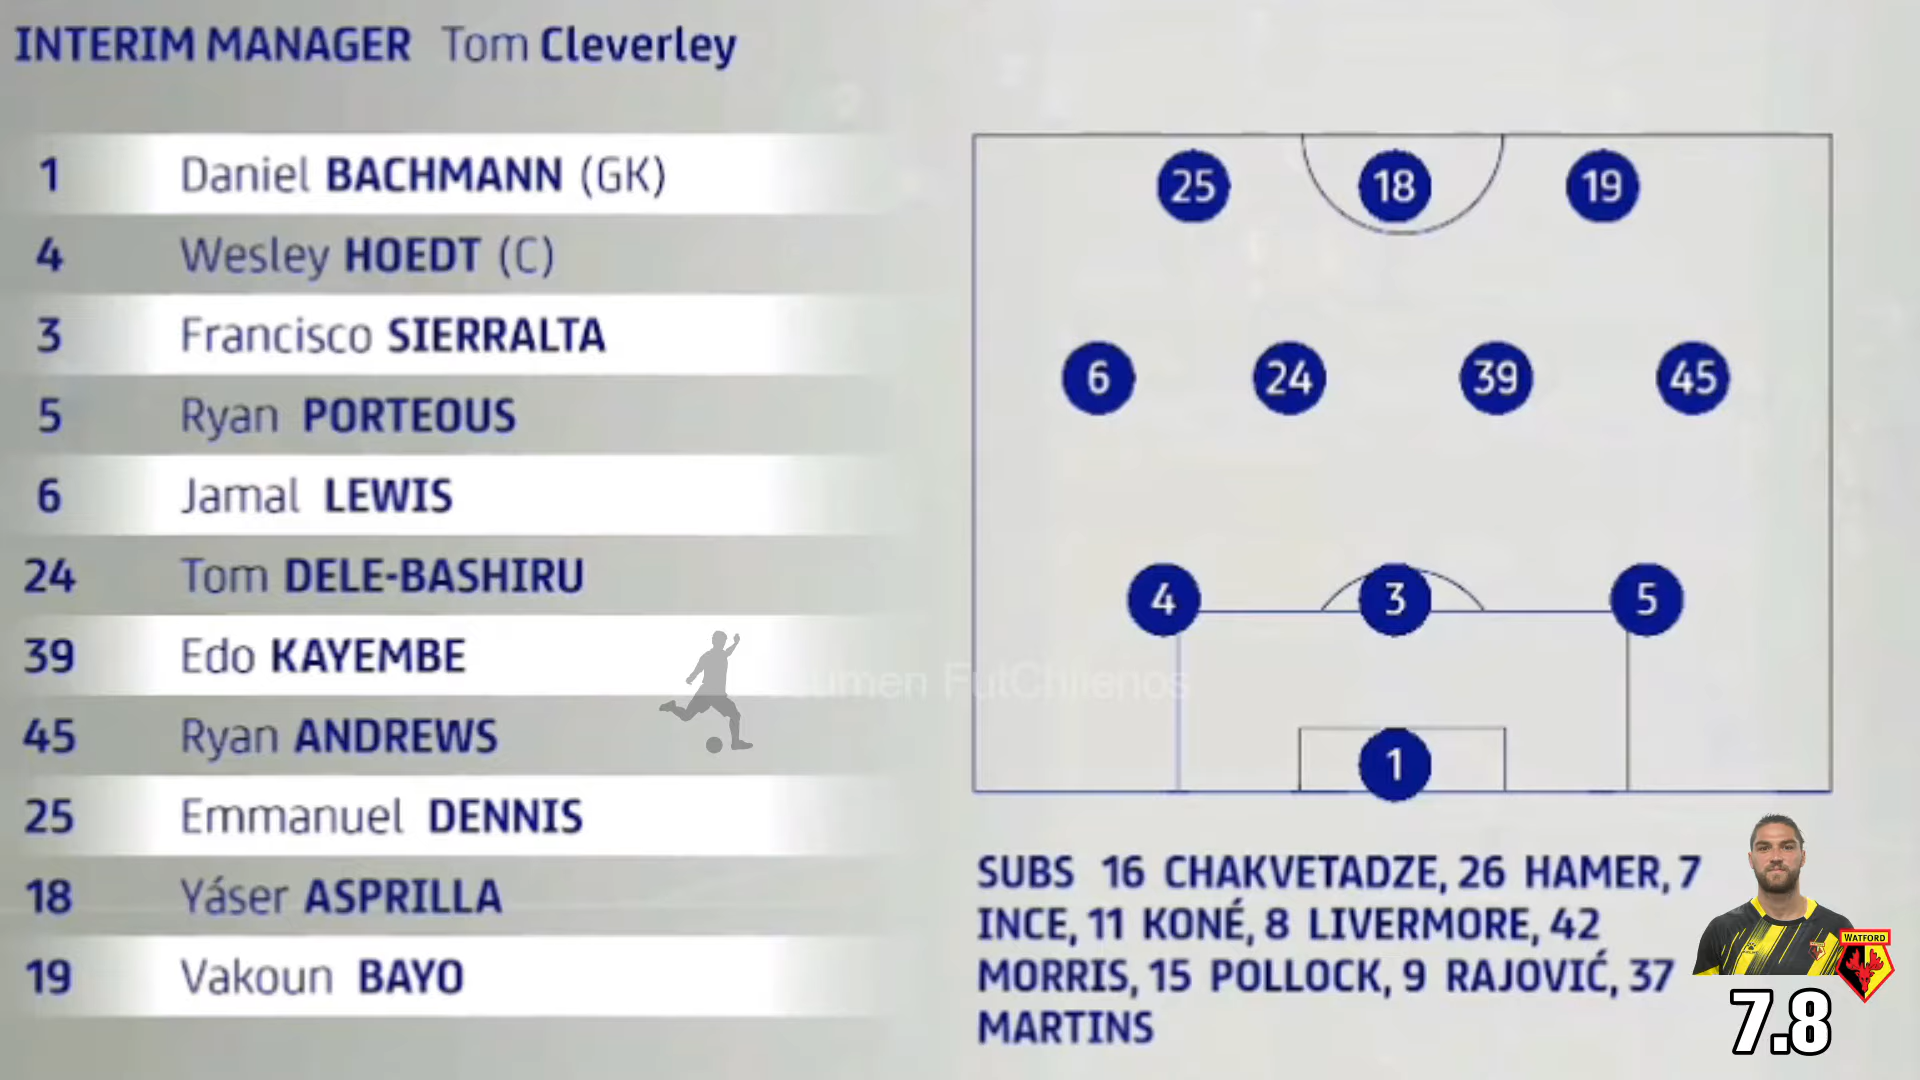 INTERIM MANAGER Tom Cleverley
1 Daniel BACHMANN (GK)
4 Wesley HOEDT (C)
3 Francisco SIERRALTA
5 Ryan PORTEOUS
6 Jamal LEWIS
24 Tom DELE-BASHIRU
39 Edo KAYEMBE
45 Ryan ANDREWS
25 Emmanuel DENNIS
18 Yáser ASPRILLA
19 Vakoun BAYO
25 18 19
6 24 39 45
4 3 5
1
FutChilenos
SUBS 16 CHAKVETADZE, 26 HAMER, 7
INCE, 11 KONÉ, 8 LIVERMORE, 42
MORRIS, 15 POLLOCK, 9 RAJOVIĆ, 37
MARTINS
WATFORD
7.8